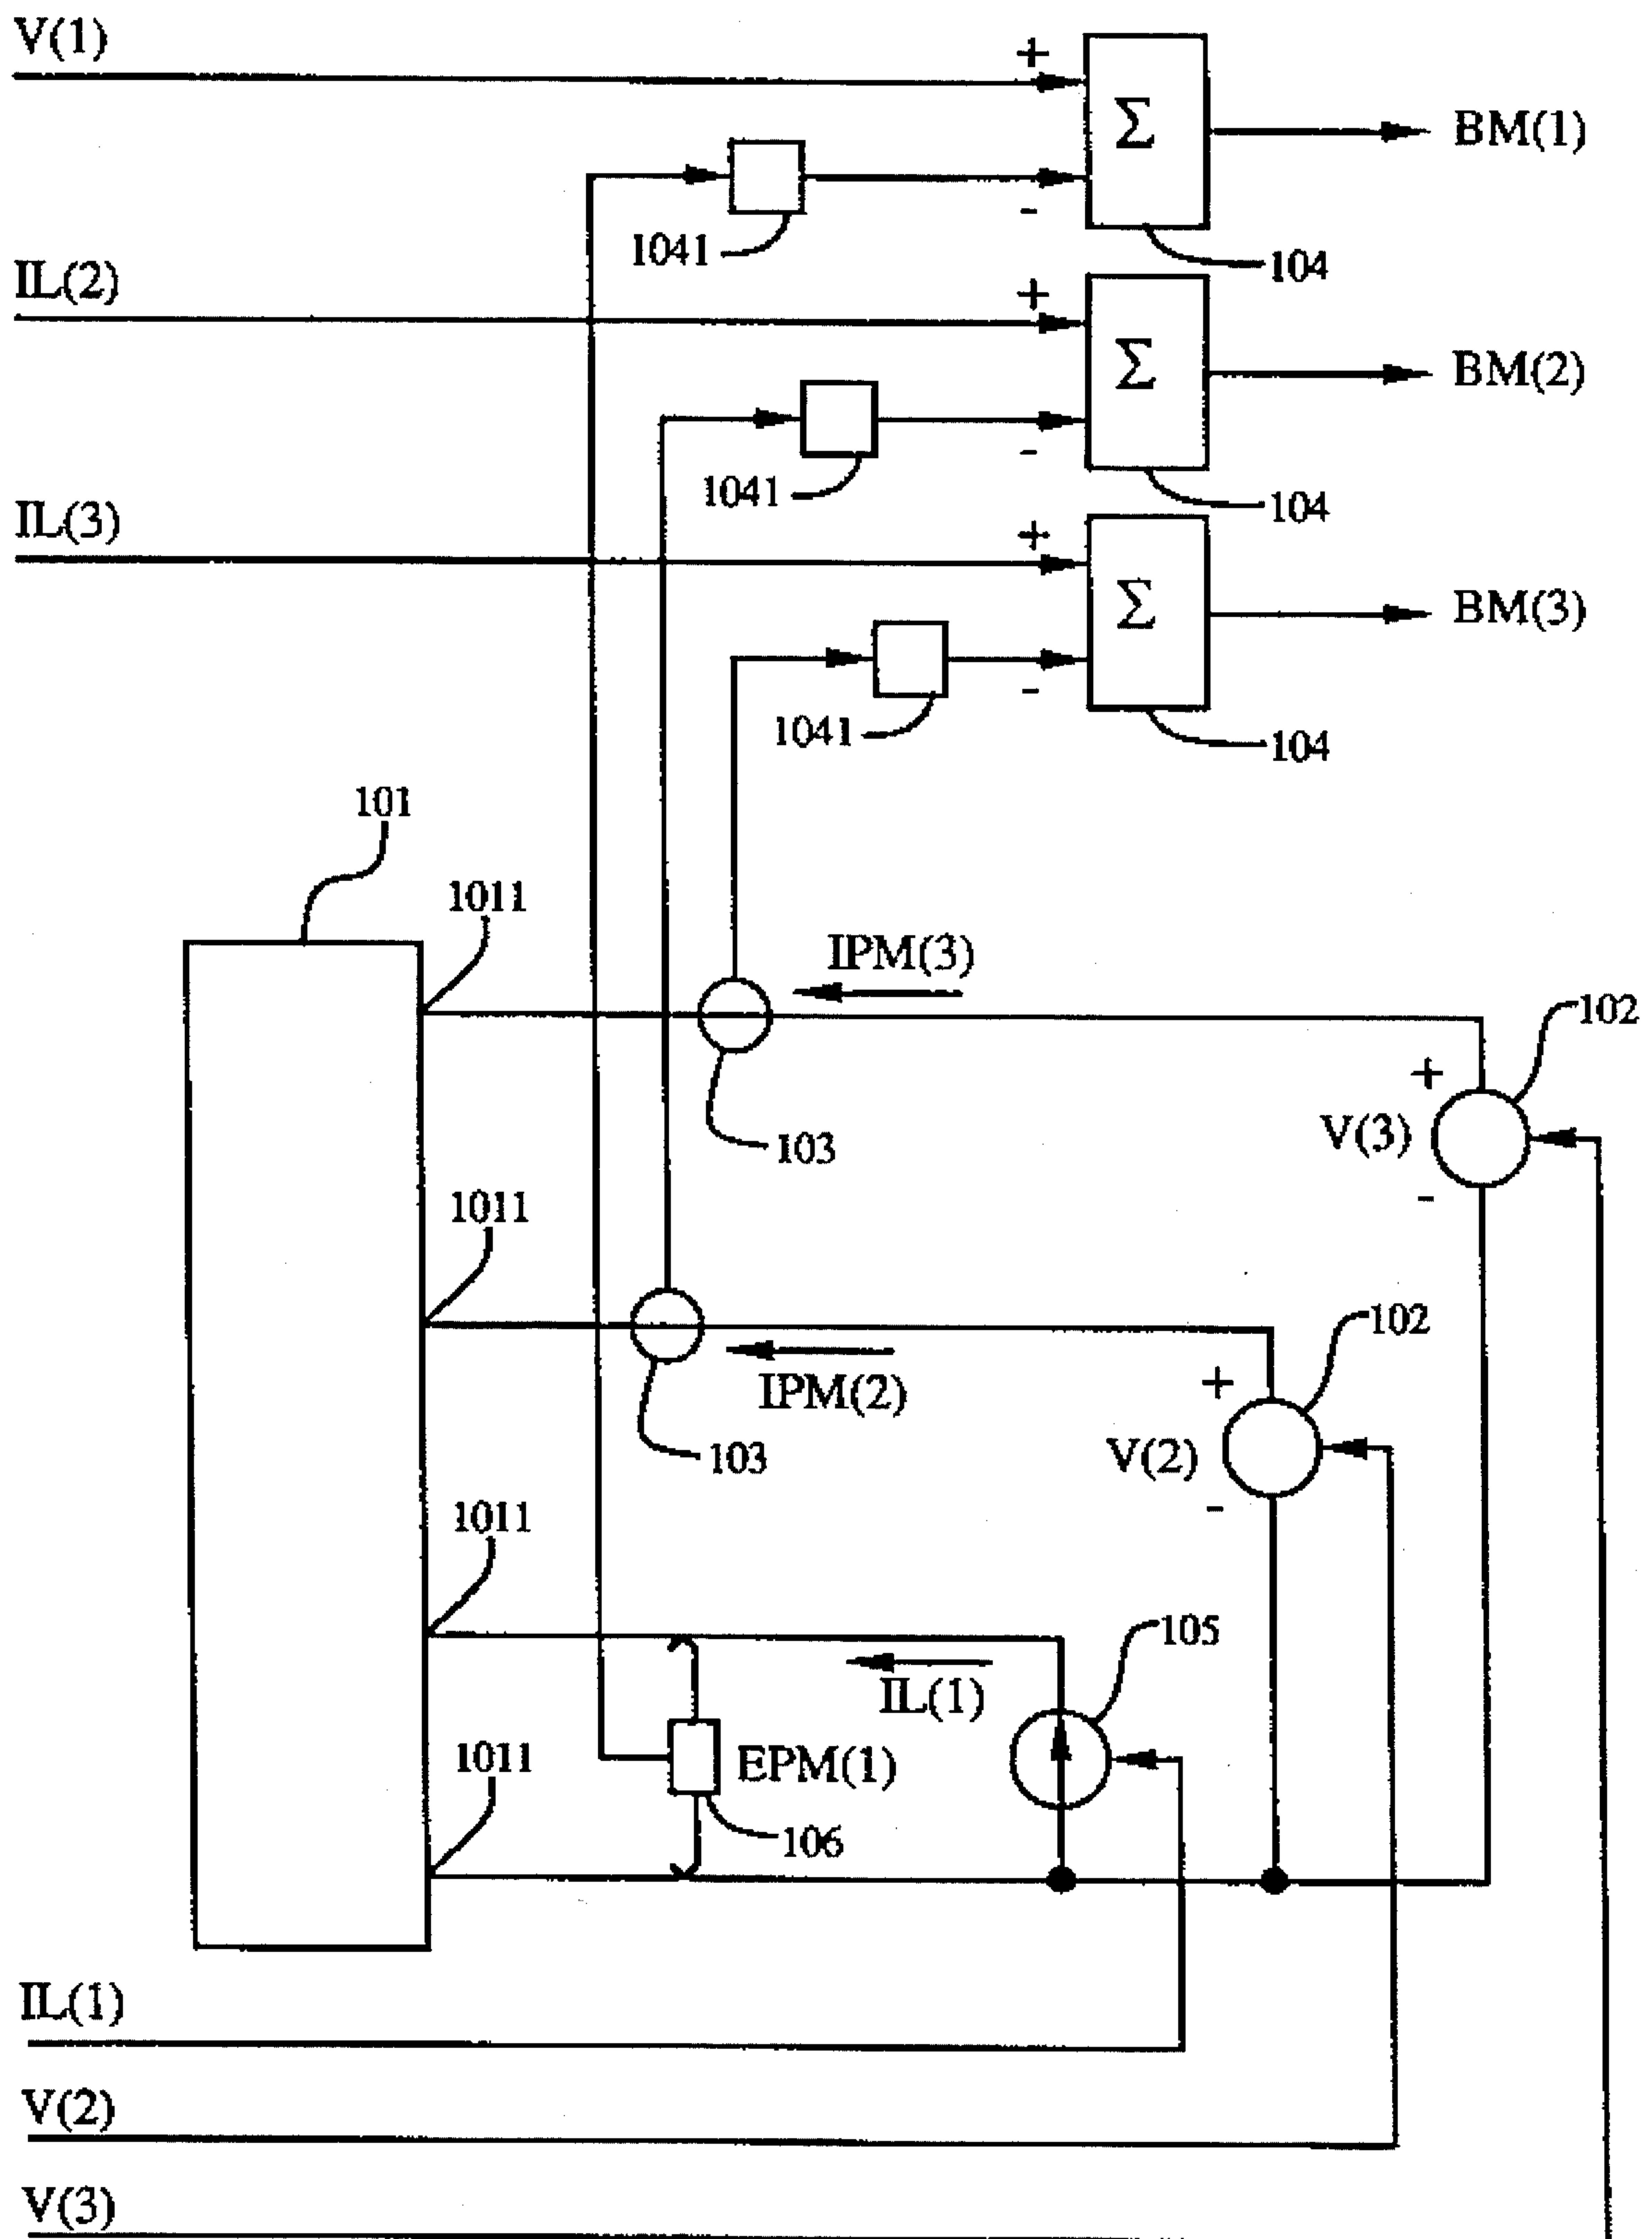 V(1)
+
Σ
BM(1)
-
1041
104
IL(2)
+
Σ
BM(2)
-
1041
104
IL(3)
+
Σ
BM(3)
-
1041
104
101
1011
IPM(3)
102
+
V(3)
103
-
1011
102
IPM(2)
+
103
V(2)
-
1011
105
IL(1)
1011
EPM(1)
106
IL(1)
V(2)
V(3)